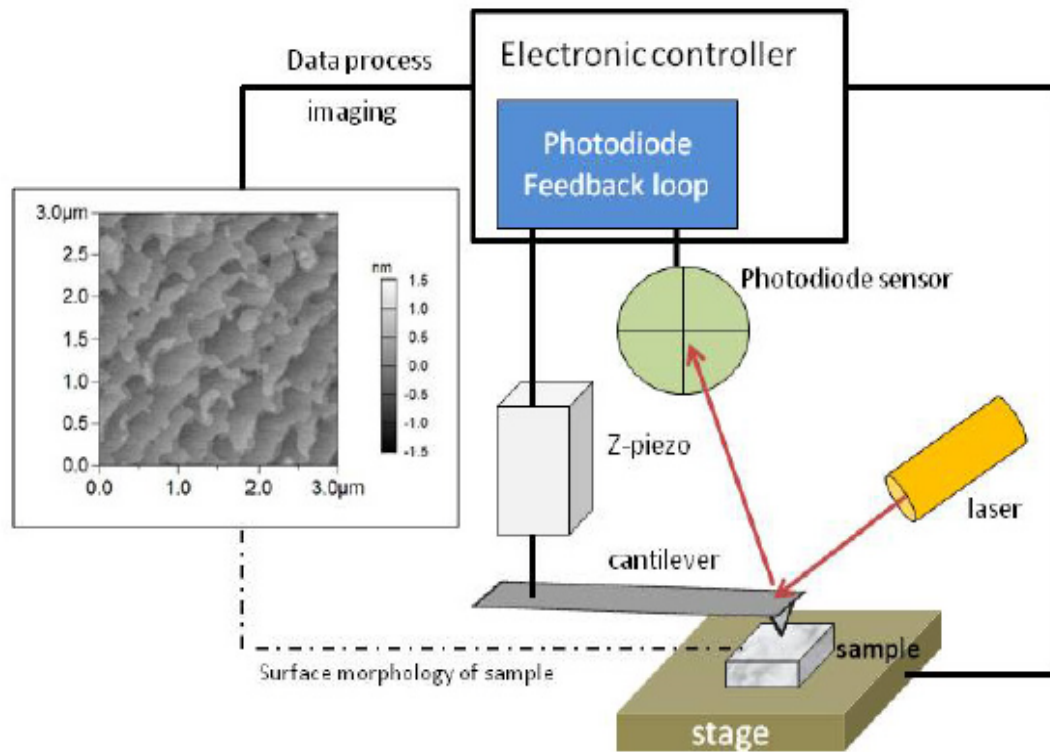 Data process
imaging
Electronic controller
Photodiode
Feedback loop
3.0µm
2.5
2.0
1.5
1.0
0.5
0.0
0.0
1.0
2.0
3.0µm
nm
1.5
1.0
0.5
0.0
-0.5
-1.0
-1.5
Photodiode sensor
Z-piezo
laser
cantilever
sample
Surface morphology of sample
stage